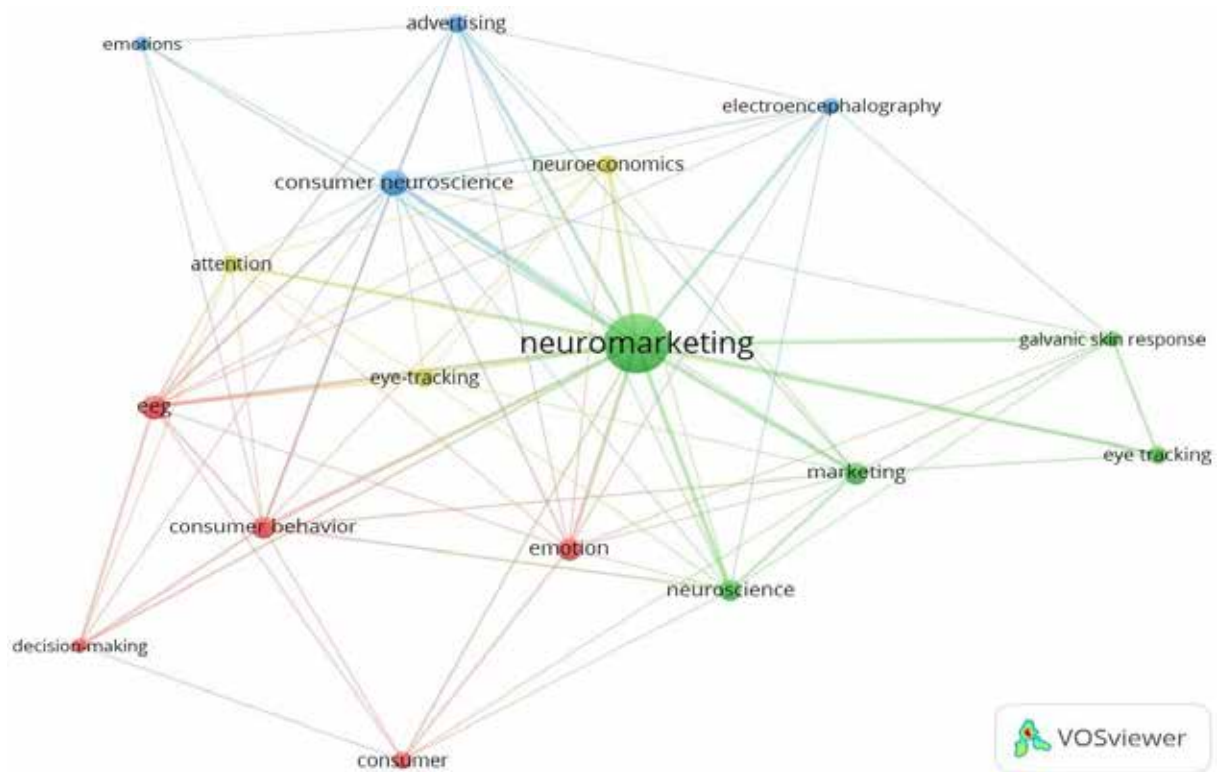 advertising
emotions
electroencephalography
neuroeconomics
consumer neuroscience
attention
neuromarketing
galvanic skin response
eye-tracking
eeg
eye tracking
marketing
consumer behavior
emotion
neuroscience
decision-making
consumer
VOSviewer